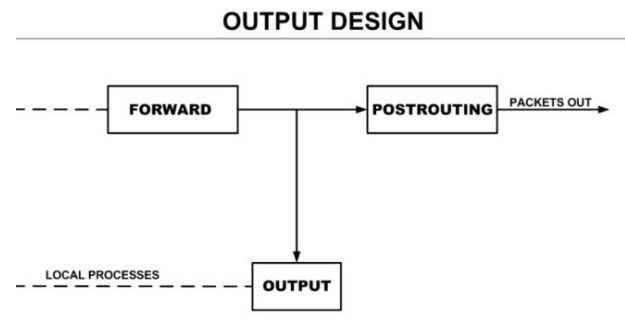 OUTPUT DESIGN
FORWARD
POSTROUTING
PACKETS OUT
LOCAL PROCESSES
OUTPUT